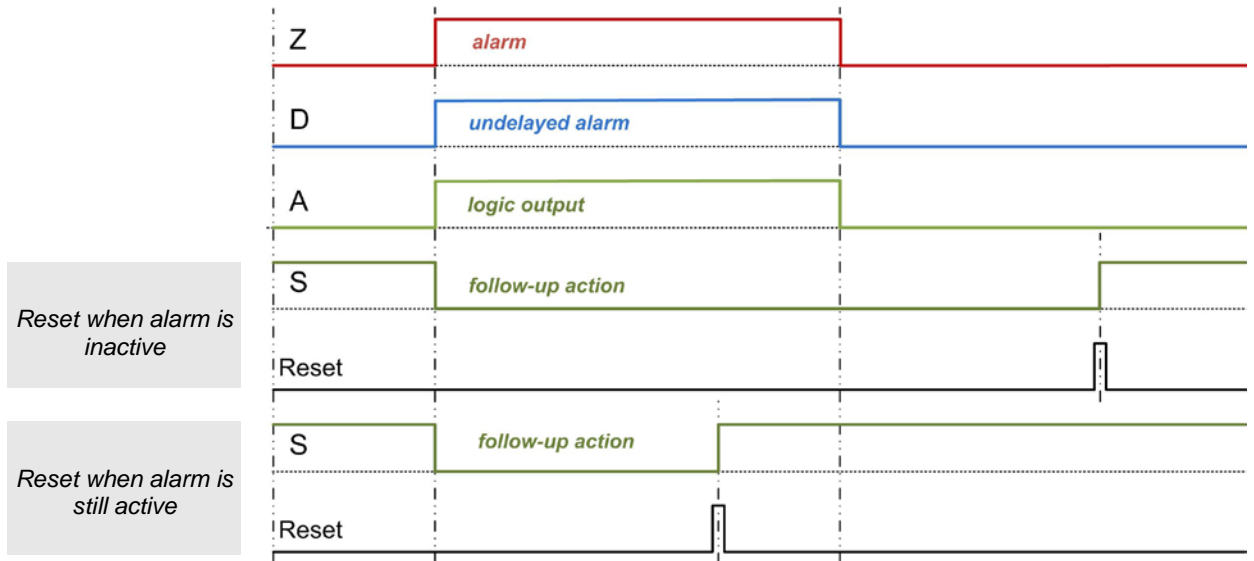 Z
alarm
D
undelayed alarm
A
logic output
Reset when alarm is
inactive
S
follow-up action
Reset
Reset when alarm is
still active
S
follow-up action
Reset